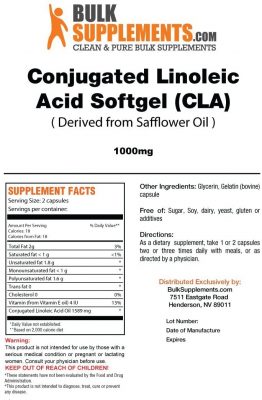 BULK
SUPPLEMENTS.COM
CLEAN & PURE BULK SUPPLEMENTS
Conjugated Linoleic
Acid Softgel (CLA)
( Derived from Safflower Oil )
1000mg
SUPPLEMENT FACTS
Serving Size: 2 capsules
Servings per container:
Amount Per Serving % Daily Value**
Calories: 18
Calories from Fat: 18
Total Fat 2g 3%
Saturated fat < 1 g <1%
Unsaturated fat 1.8 g *
Monounsaturated fat < 1 g *
Polyunsaturated fat 1.6 g *
Trans fat 0 *
Cholesterol 0 0%
Vitamin (from Vitamin E oil) 4 IU 13%
Conjugated Linoleic Acid Oil 1589 mg *
*Daily Value not established.
**Based on 2,000 calorie diet
Other Ingredients: Glycerin, Gelatin (bovine)
capsule
Free of: Sugar, Soy, dairy, yeast, gluten or
additives
Directions:
As a dietary supplement, take 1 or 2 capsules
two or three times daily with meals, or as
directed by a physician.
Distributed Exclusively by:
BulkSupplements.com
7511 Eastgate Road
Henderson, NV 89011
Lot Number:
Date of Manufacture
Expires
Warning:
This product is not intended for use by those with a
serious medical condition or pregnant or lactating
women. Consult your physician before use.
KEEP OUT OF REACH OF CHILDREN!
*These statements have not been evaluated by the Food and Drug
Administration.
*This product is not intended to diagnose, treat, cure or prevent
any disease.